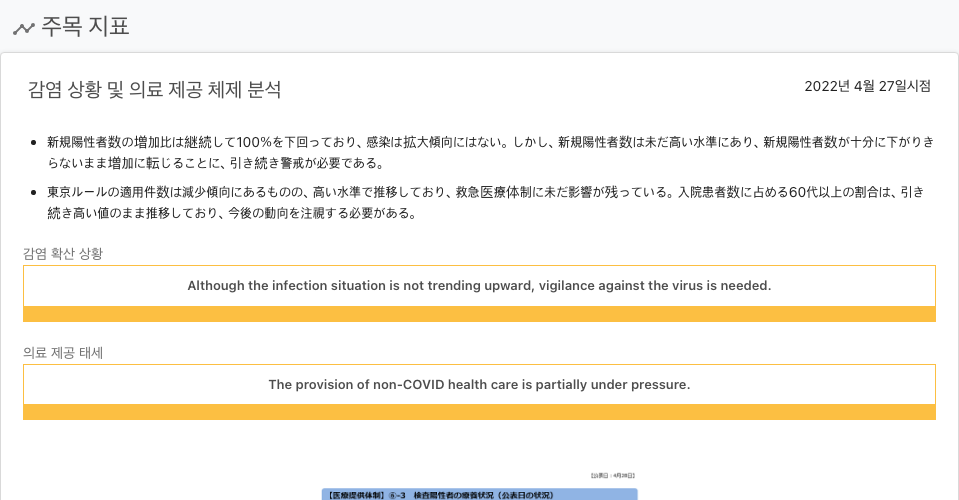 주목 지표
감염 상황 및 의료 제공 체제 분석
2022년 4월 27일시점
新規陽性者数の増加比は継続して100%を下回っており、感染は拡大傾向にはない。しかし、新規陽性者数は未だ高い水準にあり、新規陽性者数が十分に下がりき
らないまま増加に転じることに、引き続き警戒が必要である。
東京ルールの適用件数は減少傾向にあるものの、高い水準で推移しており、救急医療体制に未だ影響が残っている。入院患者数に占める60代以上の割合は、引き
続き高い値のまま推移しており、今後の動向を注視する必要がある。
감염 확산 상황
Although the infection situation is not trending upward, vigilance against the virus is needed.
의료 제공 태세
The provision of non-COVID health care is partially under pressure.
【公表日：4月28日】
【医療提供体制】⑥-3 検査陽性者の療養状況（公表日の状況）